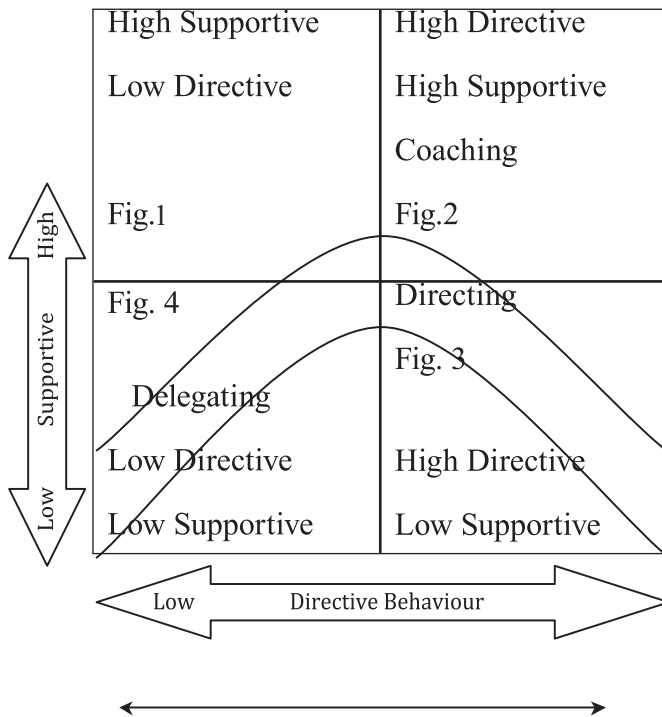 High Supportive
Low Directive
Fig.1
High Directive
High Supportive
Coaching
Fig.2
Fig. 4
Delegating
Low Directive
Low Supportive
Directing
Fig. 3
High Directive
Low Supportive
High
Supportive
Low
Low
Directive Behaviour